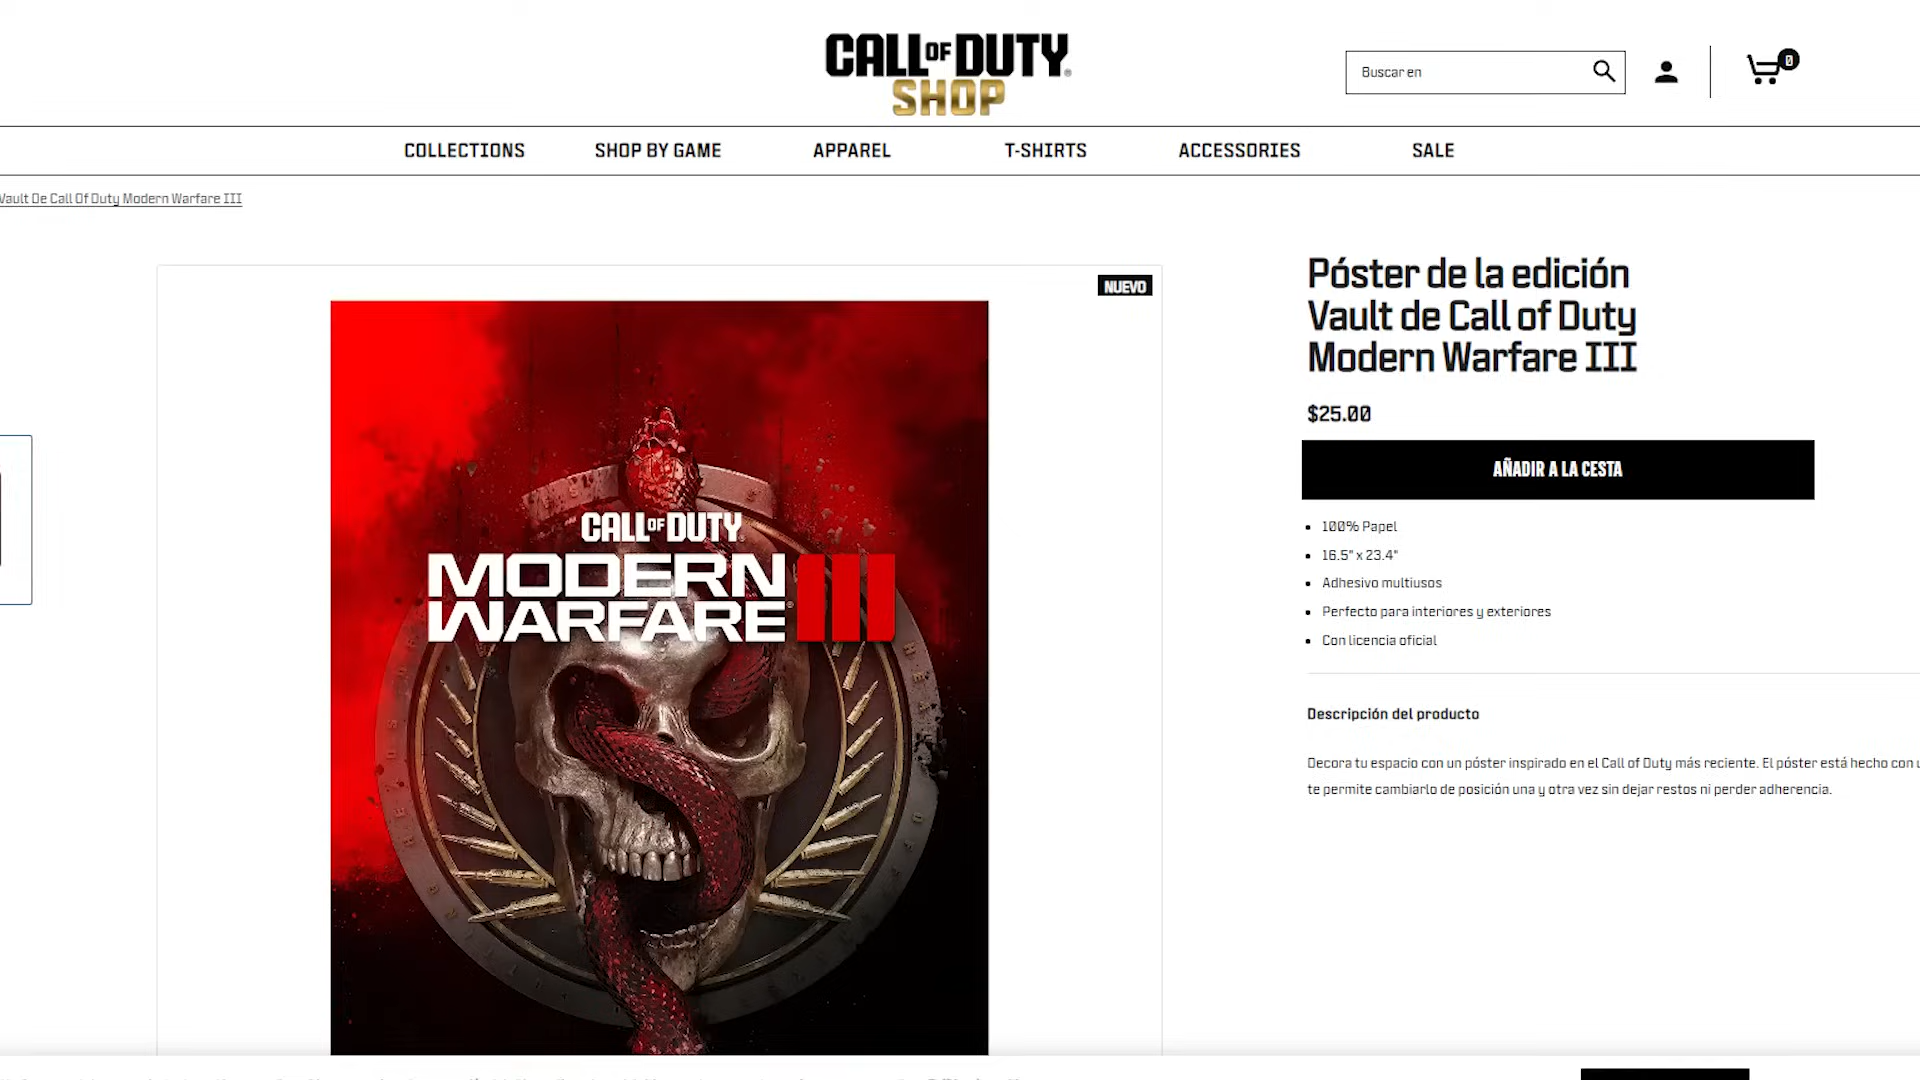 CALL OF DUTY
SHOP
Buscar en
0
COLLECTIONS SHOP BY GAME APPAREL T-SHIRTS ACCESSORIES SALE
Vault De Call Of Duty Modern Warfare III
NUEVO
CALL OF DUTY
MODERN
WARFARE III
Póster de la edición
Vault de Call of Duty
Modern Warfare III
$25.00
AÑADIR A LA CESTA
100% Papel
16.5" x 23.4"
Adhesivo multiusos
Perfecto para interiores y exteriores
Con licencia oficial
Descripción del producto
Decora tu espacio con un póster inspirado en el Call of Duty más reciente. El póster está hecho con
te permite cambiarlo de posición una y otra vez sin dejar restos ni perder adherencia.